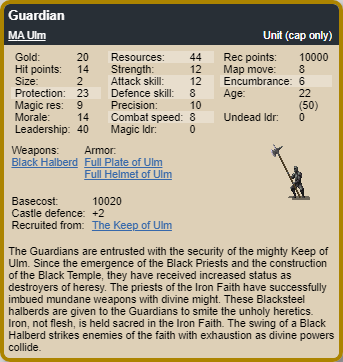 Guardian
MA Ulm Unit (cap only)
Gold: 20 Resources: 44 Rec points: 10000
Hit points: 14 Strength: 12 Map move: 8
Size: 2 Attack skill: 12 Encumbrance: 6
Protection: 23 Defence skill: 8 Age: 22
Magic res: 9 Precision: 10 (50)
Morale: 14 Combat speed: 8 Undead ldr: 0
Leadership: 40 Magic ldr: 0
Weapons: Armor:
Black Halberd Full Plate of Ulm
Full Helmet of Ulm
Basecost: 10020
Castle defence: +2
Recruited from: The Keep of Ulm
The Guardians are entrusted with the security of the mighty Keep of
Ulm. Since the emergence of the Black Priests and the construction
of the Black Temple, they have received increased status as
destroyers of heresy. The priests of the Iron Faith have successfully
imbued mundane weapons with divine might. These Blacksteel
halberds are given to the Guardians to smite the unholy heretics.
Iron, not flesh, is held sacred in the Iron Faith. The swing of a Black
Halberd strikes enemies of the faith with exhaustion as divine powers
collide.